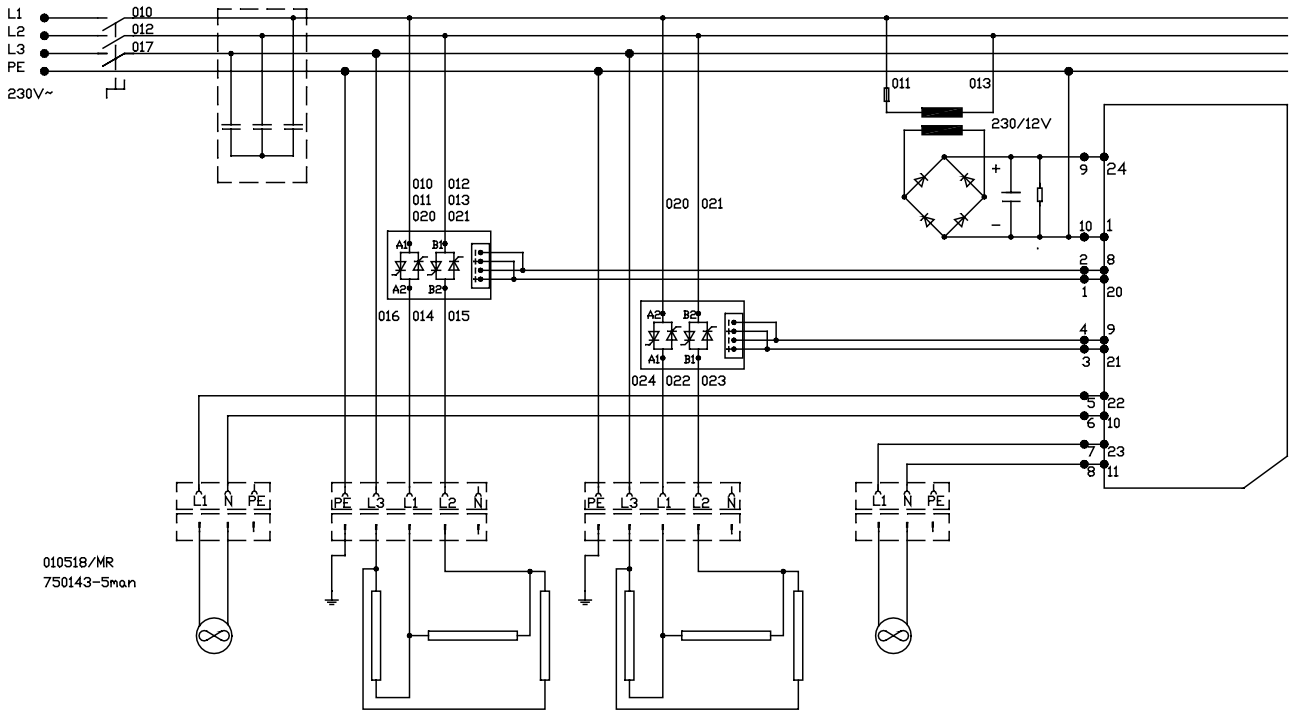 L1 010
L2 012
L3 017
PE
230V~
011 013
230/12V
+
−
9 24
10 1
2 8
1 20
4 9
3 21
5 22
6 10
7 23
8 11
010 012
011 013
020 021
A1 B1
A2 B2
016 014 015
020 021
A2 B2
A1 B1
024 022 023
L1 N PE
PE L3 L1 L2 N
PE L3 L1 L2 N
L1 N PE
010518/MR
750143-5man